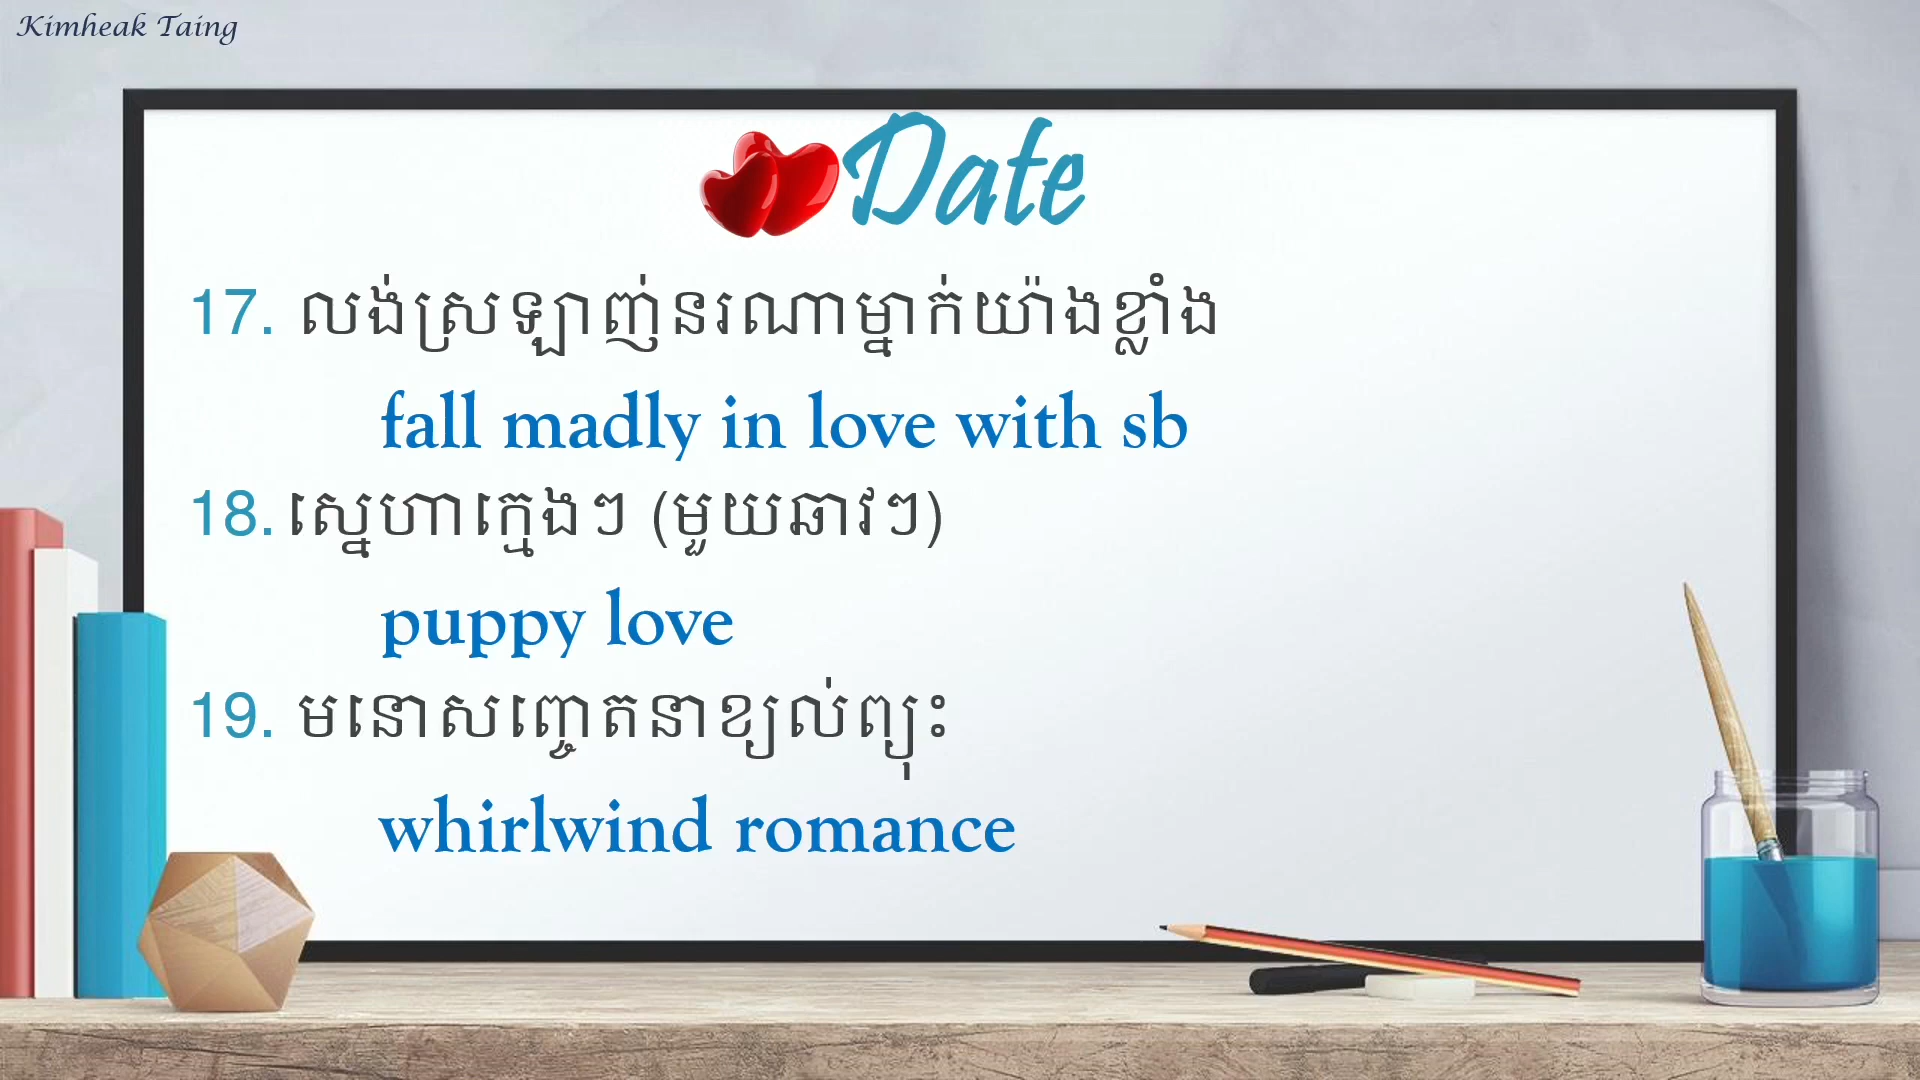 Kimheak Taing
Date
17. លង់ស្រឡាញ់នរណាម្នាក់យ៉ាងខ្លាំង
fall madly in love with sb
18. ស្នេហាក្មេងៗ (មួយឆាវៗ)
puppy love
19. មនោសញ្ចេតនាខ្យល់ព្យុះ
whirlwind romance